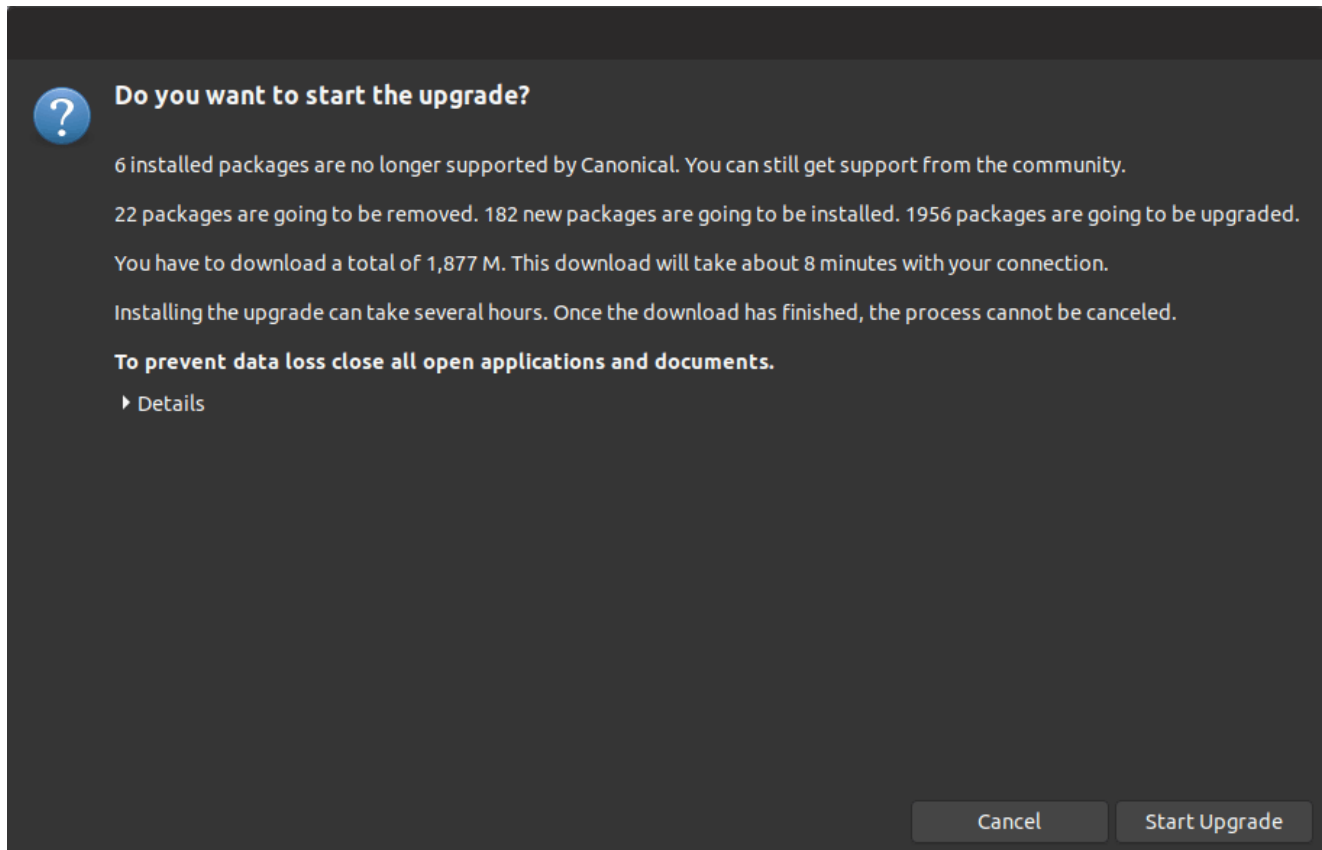 Do you want to start the upgrade?
6 installed packages are no longer supported by Canonical. You can still get support from the community.
22 packages are going to be removed. 182 new packages are going to be installed. 1956 packages are going to be upgraded.
You have to download a total of 1,877 M. This download will take about 8 minutes with your connection.
Installing the upgrade can take several hours. Once the download has finished, the process cannot be canceled.
To prevent data loss close all open applications and documents.
Details
Cancel
Start Upgrade